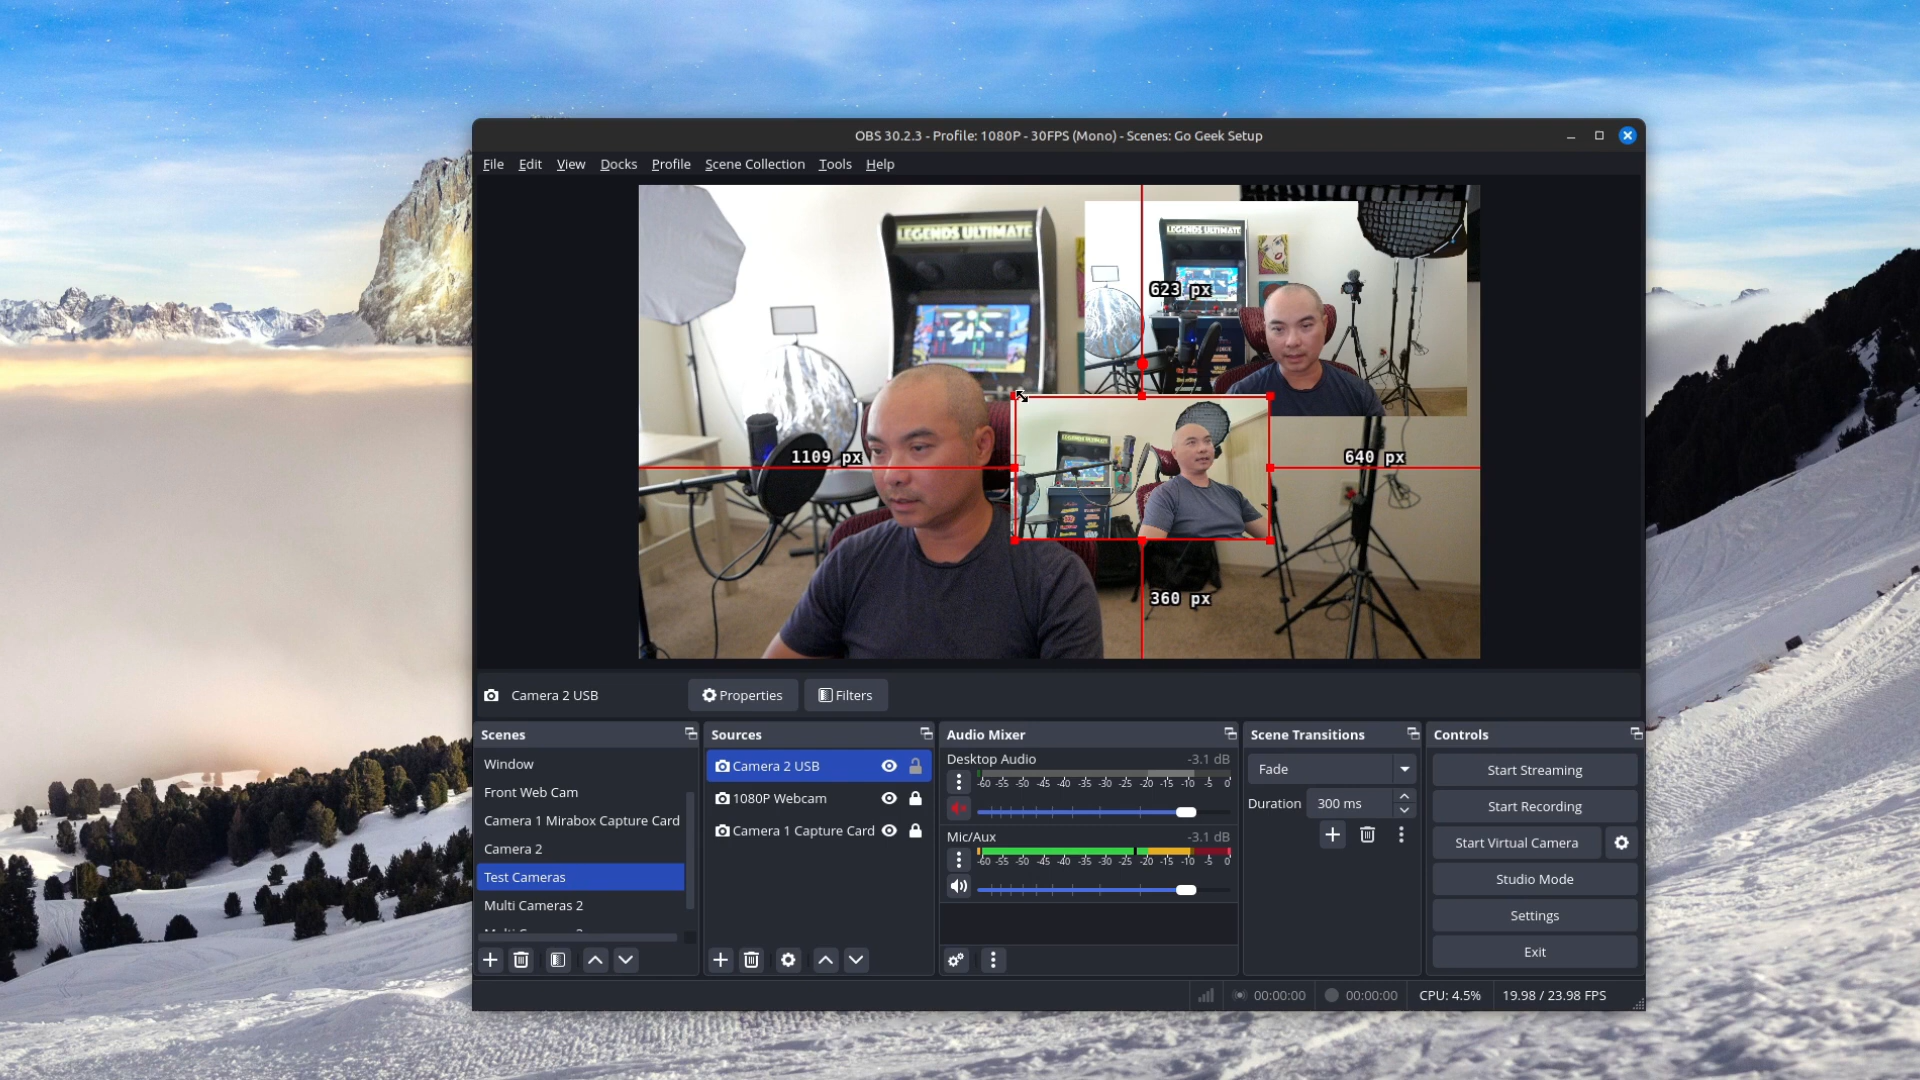 OBS 30.2.3 - Profile: 1080P - 30FPS (Mono) - Scenes: Go Geek Setup
File Edit View Docks Profile Scene Collection Tools Help
LEGENDS ULTIMATE
LEGENDS ULTIMATE
623 px
1109 px
640 px
360 px
Camera 2 USB
Properties
Filters
Scenes
Window
Front Web Cam
Camera 1 Mirabox Capture Card
Camera 2
Test Cameras
Multi Cameras 2
Sources
Camera 2 USB
1080P Webcam
Camera 1 Capture Card
Audio Mixer
Desktop Audio -3.1 dB
-60 -55 -50 -45 -40 -35 -30 -25 -20 -15 -10 -5 0
Mic/Aux -3.1 dB
-60 -55 -50 -45 -40 -35 -30 -25 -20 -15 -10 -5 0
Scene Transitions
Fade
Duration 300 ms
Controls
Start Streaming
Start Recording
Start Virtual Camera
Studio Mode
Settings
Exit
00:00:00
00:00:00
CPU: 4.5%
19.98 / 23.98 FPS